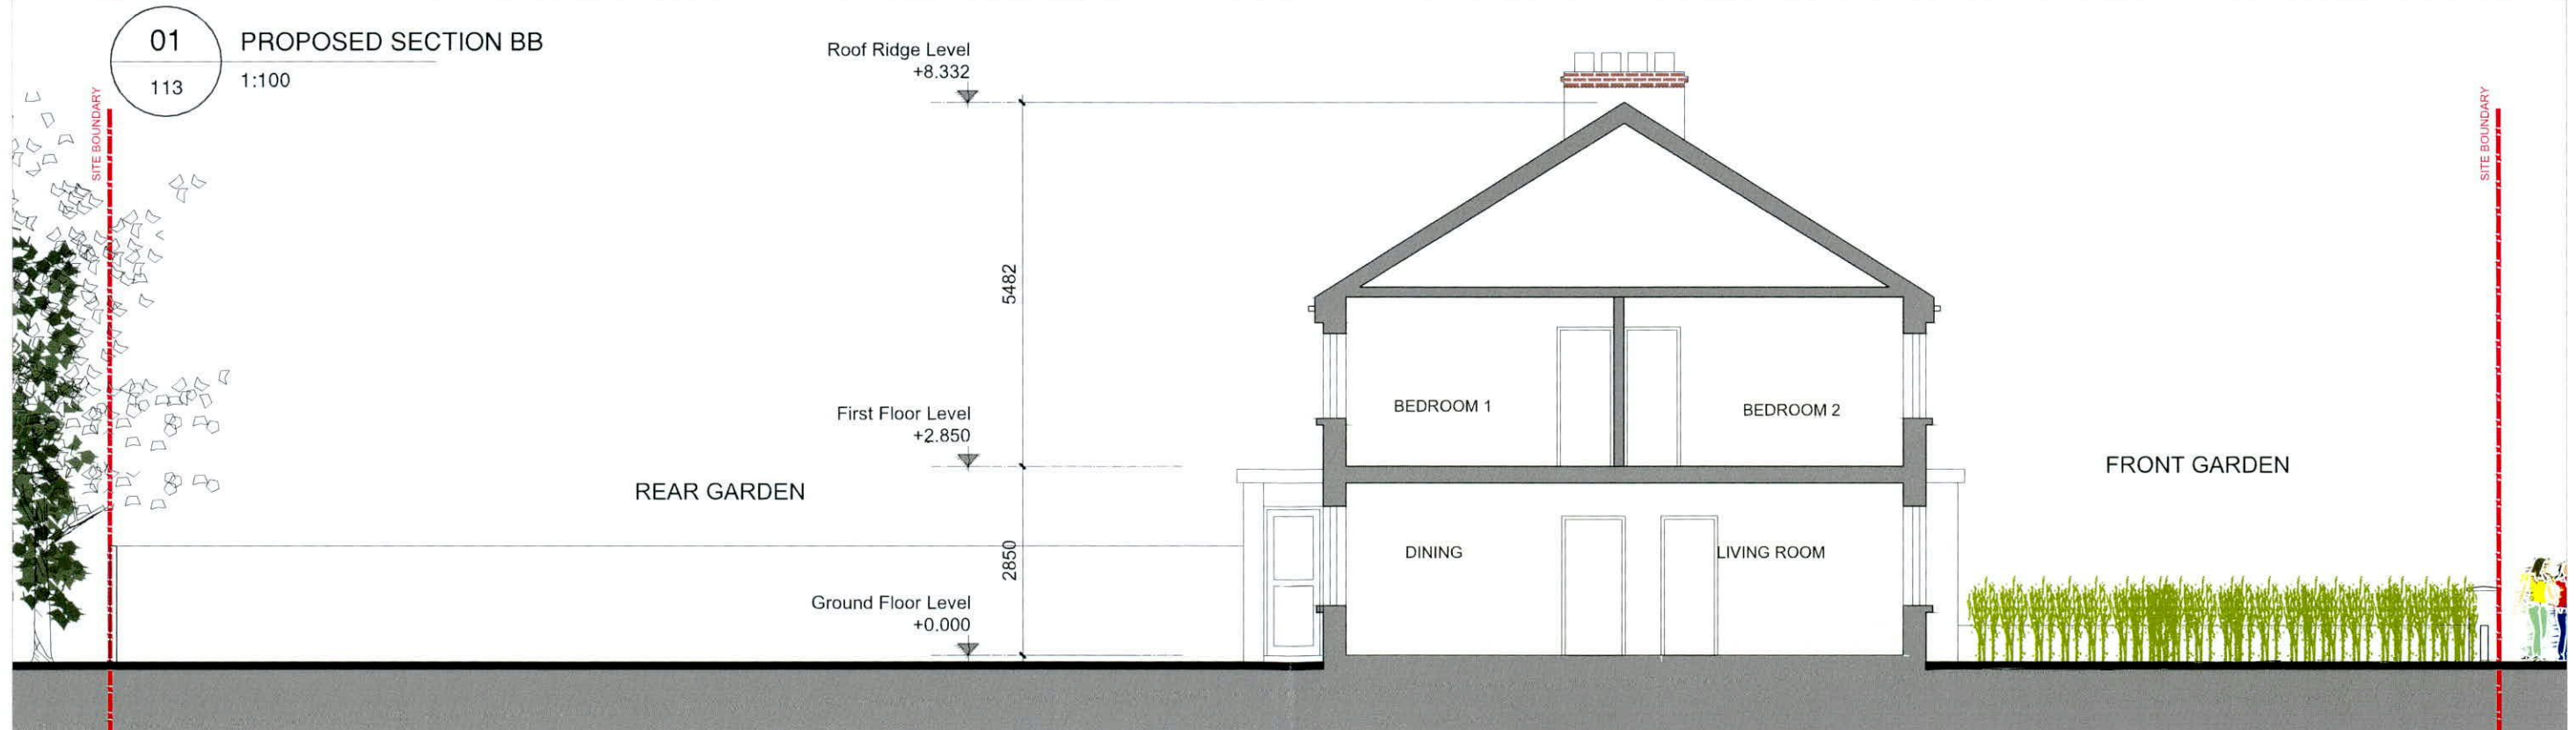 01
113
PROPOSED SECTION BB
1:100
SITE BOUNDARY
Roof Ridge Level
+8.332
SITE BOUNDARY
5482
BEDROOM 1
BEDROOM 2
First Floor Level
+2.850
FRONT GARDEN
REAR GARDEN
2850
DINING
LIVING ROOM
Ground Floor Level
+0.000